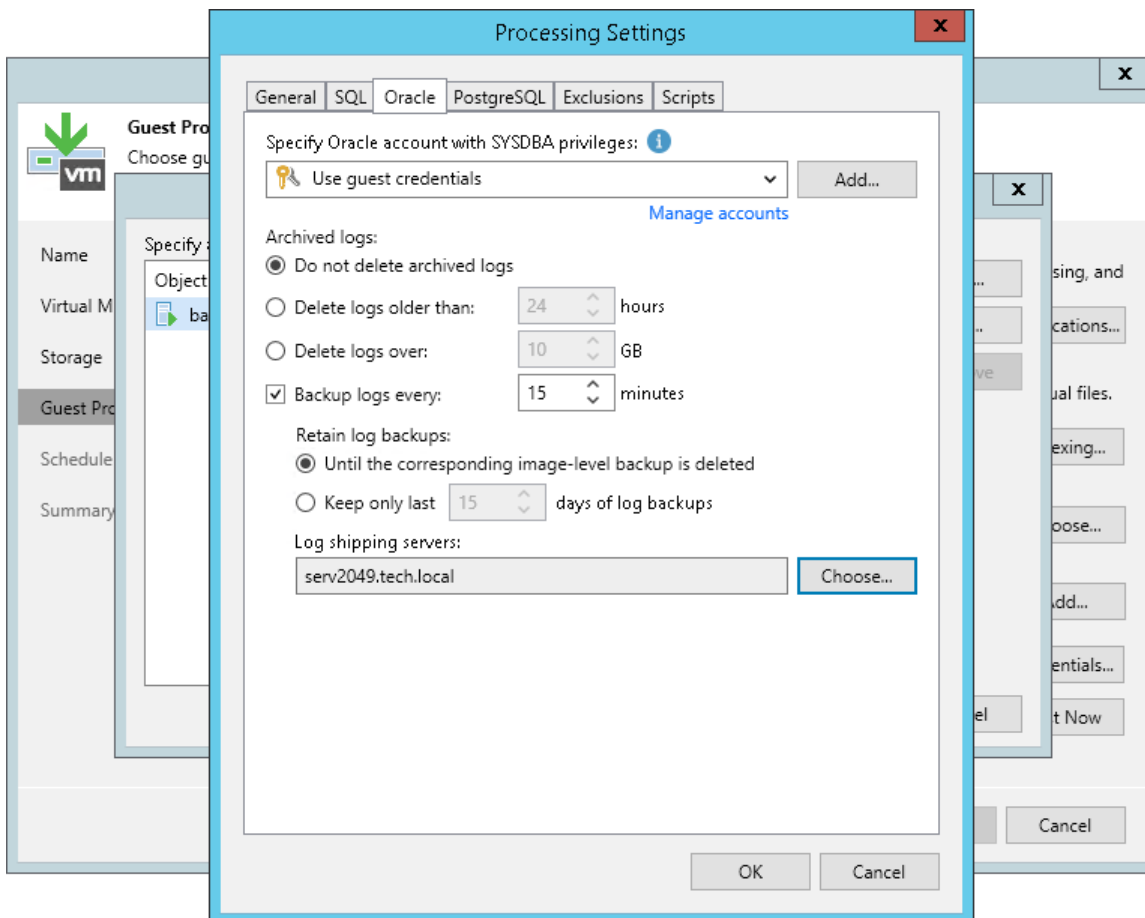 Processing Settings
x
x
General SQL Oracle PostgreSQL Exclusions Scripts
Guest Pro
Choose gu
vm
Specify Oracle account with SYSDBA privileges: i
Use guest credentials
Add...
x
Manage accounts
Name
Specify
Archived logs:
Do not delete archived logs
sing, and
Object
...
Virtual M
ba
Delete logs older than: 24 hours
...
cations...
Storage
Delete logs over: 10 GB
ve
Guest Pro
Backup logs every: 15 minutes
ual files.
Retain log backups:
Schedule
Until the corresponding image-level backup is deleted
exing...
Summary
Keep only last 15 days of log backups
oose...
Log shipping servers:
serv2049.tech.local
Choose...
dd...
entials...
el
t Now
Cancel
OK
Cancel